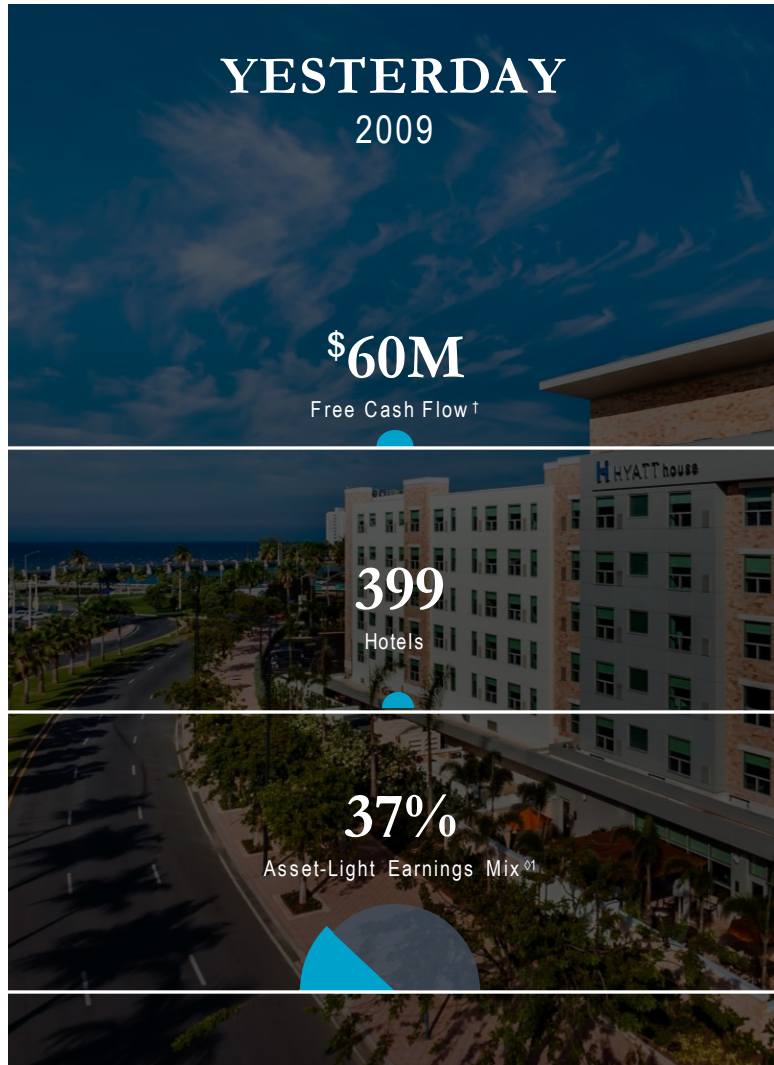 YESTERDAY
2009
$60M
Free Cash Flow†
HYATT house
399
Hotels
37%
Asset-Light Earnings Mix◊1